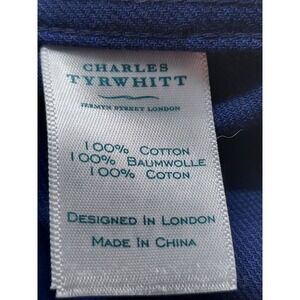 CHARLES
TYRWHITT
JERMYN STREET LONDON
100% COTTON
100% BAUMWOLLE
100% COTON
DESIGNED IN LONDON
MADE IN CHINA